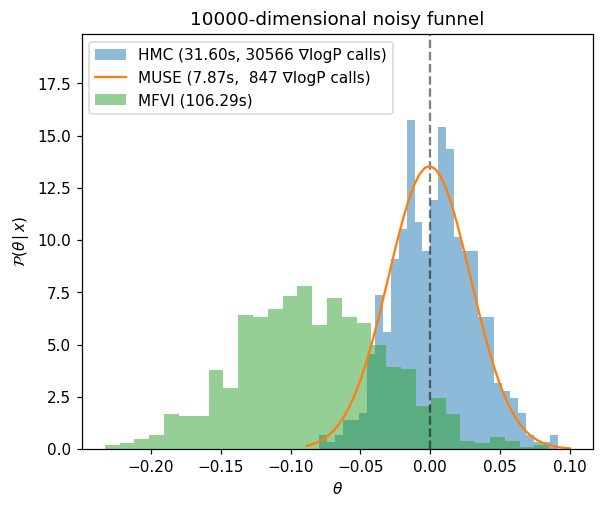 10000-dimensional noisy funnel
HMC (31.60s, 30566 ∇logP calls)
MUSE (7.87s,  847 ∇logP calls)
MFVI (106.29s)
17.5
15.0
12.5
10.0
7.5
5.0
2.5
0.0
𝒫(θ | x)
−0.20
−0.15
−0.10
−0.05
0.00
0.05
0.10
θ